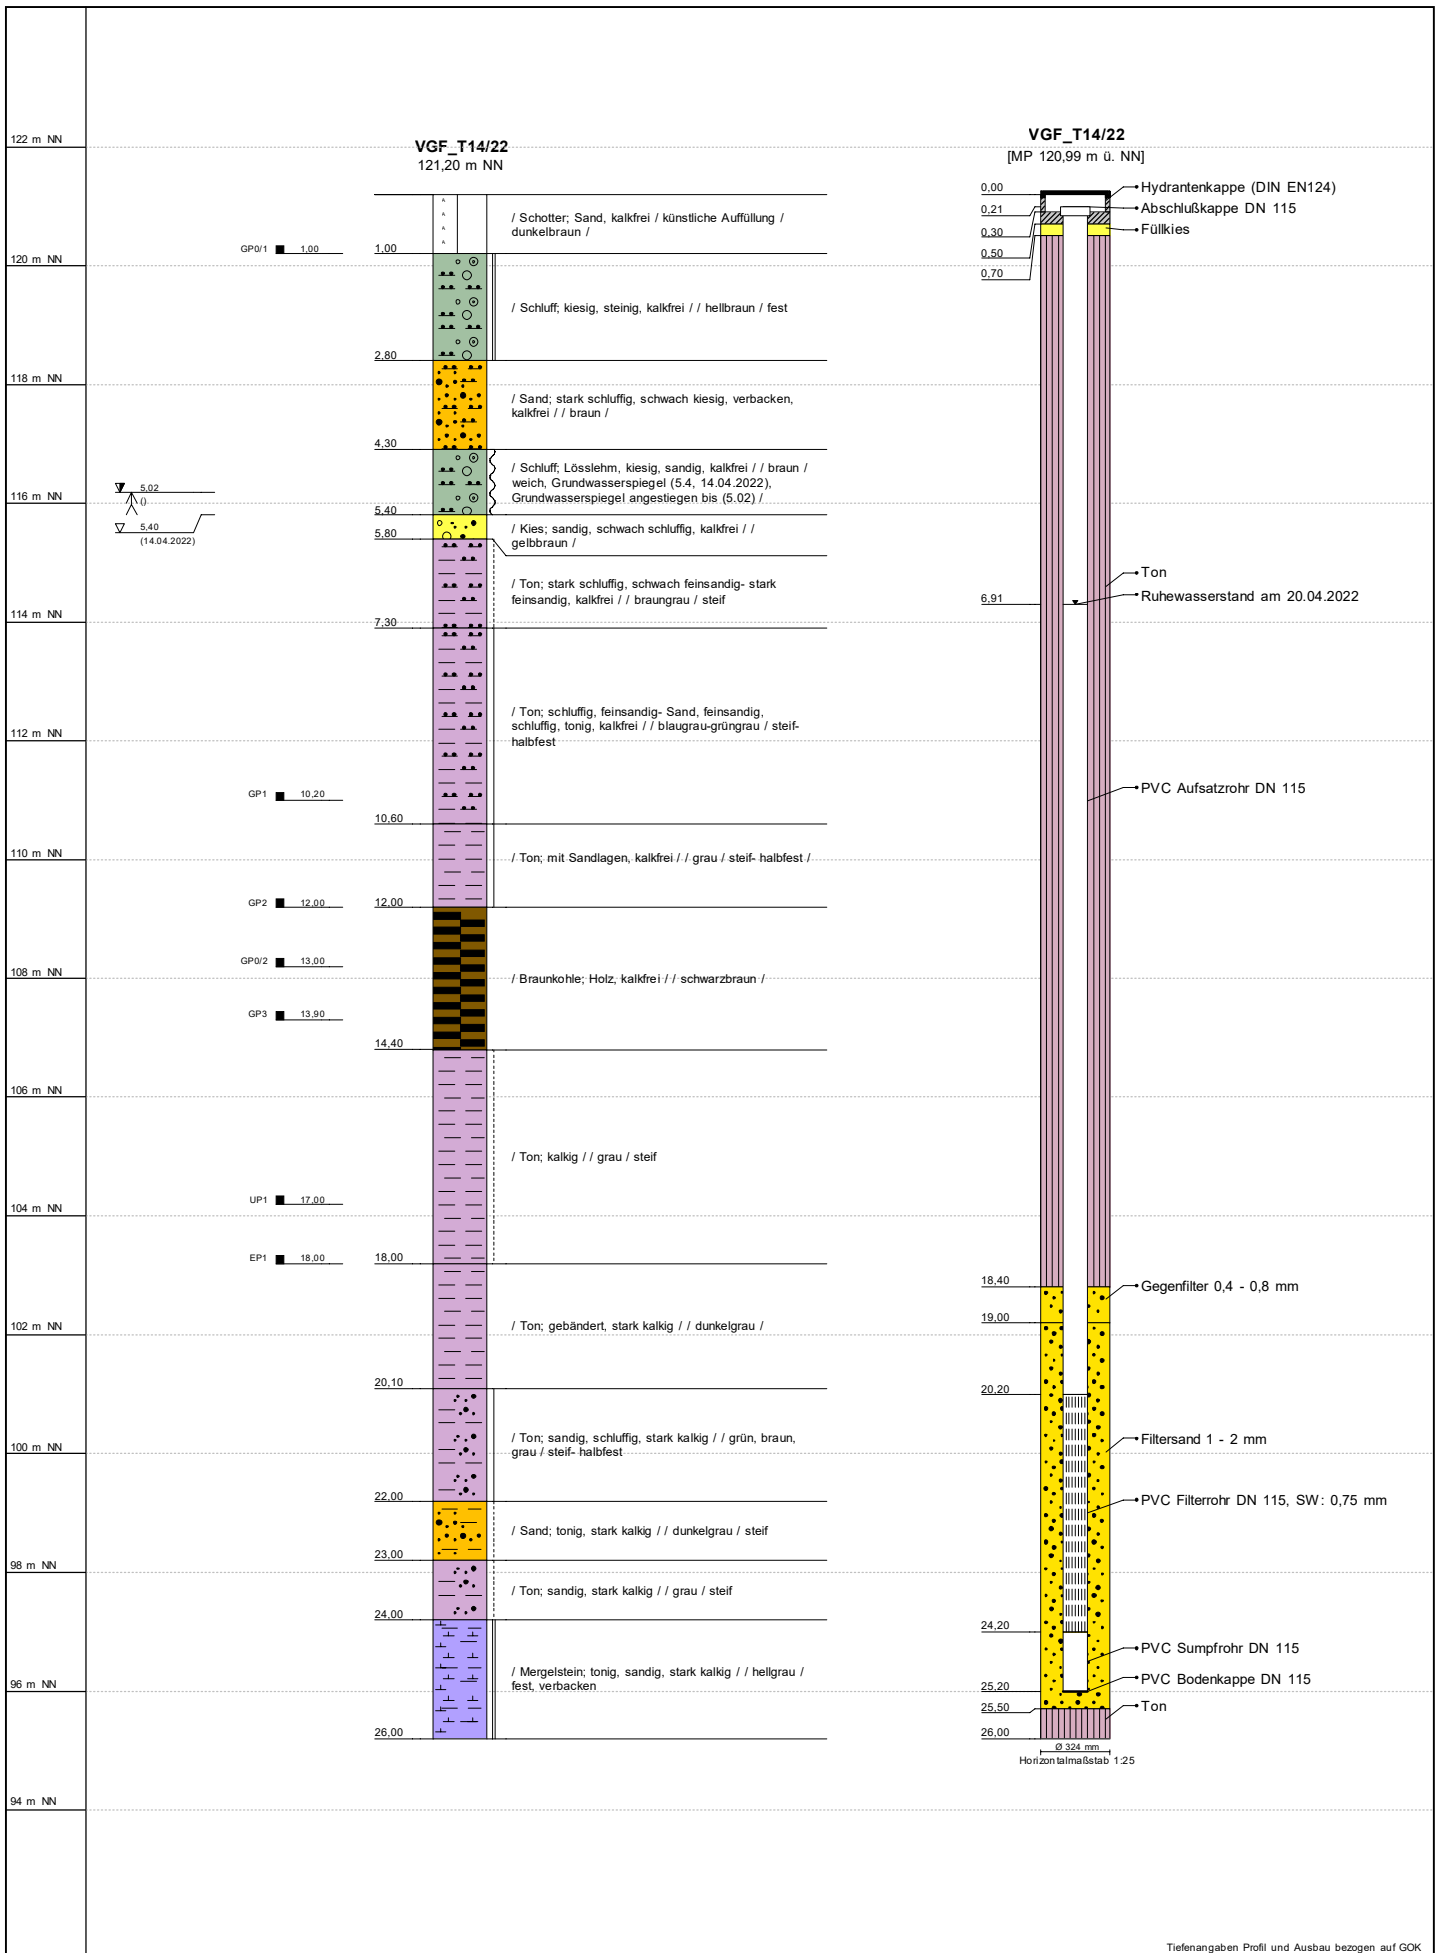 122 m NN
120 m NN
118 m NN
116 m NN
114 m NN
112 m NN
110 m NN
108 m NN
106 m NN
104 m NN
102 m NN
100 m NN
98 m NN
96 m NN
94 m NN
5,02
()
5,40
(14.04.2022)
GP0/1 1,00
GP1 10,20
GP2 12,00
GP0/2 13,00
GP3 13,90
UP1 17,00
EP1 18,00
VGF_T14/22
121,20 m NN
A
A
A
A
/ Schotter; Sand, kalkfrei / künstliche Auffüllung /
dunkelbraun /
1,00
/ Schluff; kiesig, steinig, kalkfrei / / hellbraun / fest
2,80
/ Sand; stark schluffig, schwach kiesig, verbacken,
kalkfrei / / braun /
4,30
/ Schluff; Lösslehm, kiesig, sandig, kalkfrei / / braun /
weich, Grundwasserspiegel (5.4, 14.04.2022),
Grundwasserspiegel angestiegen bis (5.02) /
5,40
/ Kies; sandig, schwach schluffig, kalkfrei / /
gelbbraun /
5,80
/ Ton; stark schluffig, schwach feinsandig- stark
feinsandig, kalkfrei / / braungrau / steif
7,30
/ Ton; schluffig, feinsandig- Sand, feinsandig,
schluffig, tonig, kalkfrei / / blaugrau-grüngrau / steif-
halbfest
10,60
/ Ton; mit Sandlagen, kalkfrei / / grau / steif- halbfest /
12,00
/ Braunkohle; Holz, kalkfrei / / schwarzbraun /
14,40
/ Ton; kalkig / / grau / steif
18,00
/ Ton; gebändert, stark kalkig / / dunkelgrau /
20,10
/ Ton; sandig, schluffig, stark kalkig / / grün, braun,
grau / steif- halbfest
22,00
/ Sand; tonig, stark kalkig / / dunkelgrau / steif
23,00
/ Ton; sandig, stark kalkig / / grau / steif
24,00
/ Mergelstein; tonig, sandig, stark kalkig / / hellgrau /
fest, verbacken
26,00
VGF_T14/22
[MP 120,99 m ü. NN]
0,00
0,21
0,30
0,50
0,70
6,91
18,40
19,00
20,20
24,20
25,20
25,50
26,00
Hydrantenkappe (DIN EN124)
Abschlußkappe DN 115
Füllkies
Ton
Ruhewasserstand am 20.04.2022
PVC Aufsatzrohr DN 115
Gegenfilter 0,4 - 0,8 mm
Filtersand 1 - 2 mm
PVC Filterrohr DN 115, SW: 0,75 mm
PVC Sumpfrohr DN 115
PVC Bodenkappe DN 115
Ton
Ø 324 mm
Horizontalmaßstab 1:25
Tiefenangaben Profil und Ausbau bezogen auf GOK